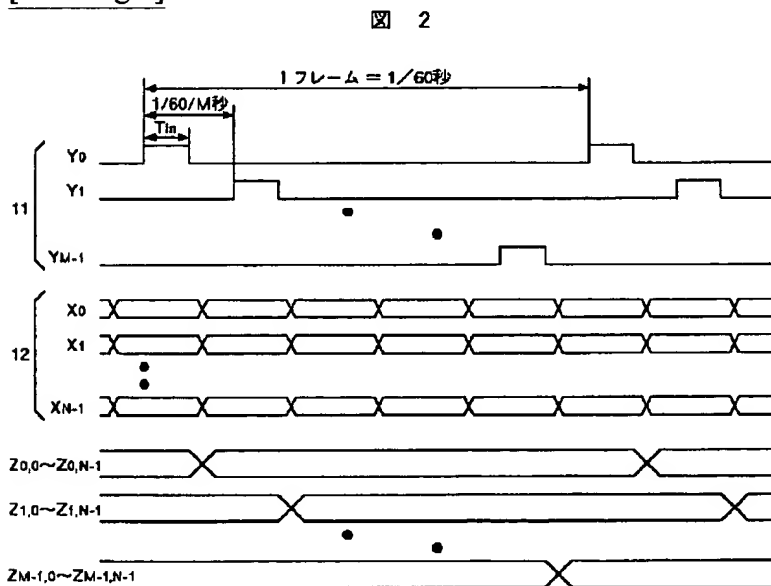 図 2
1フレーム = 1/60秒
1/60/M秒
Tin
Y0
Y1
11
YM-1
X0
X1
12
XN-1
Z0,0~Z0,N-1
Z1,0~Z1,N-1
ZM-1,0~ZM-1,N-1